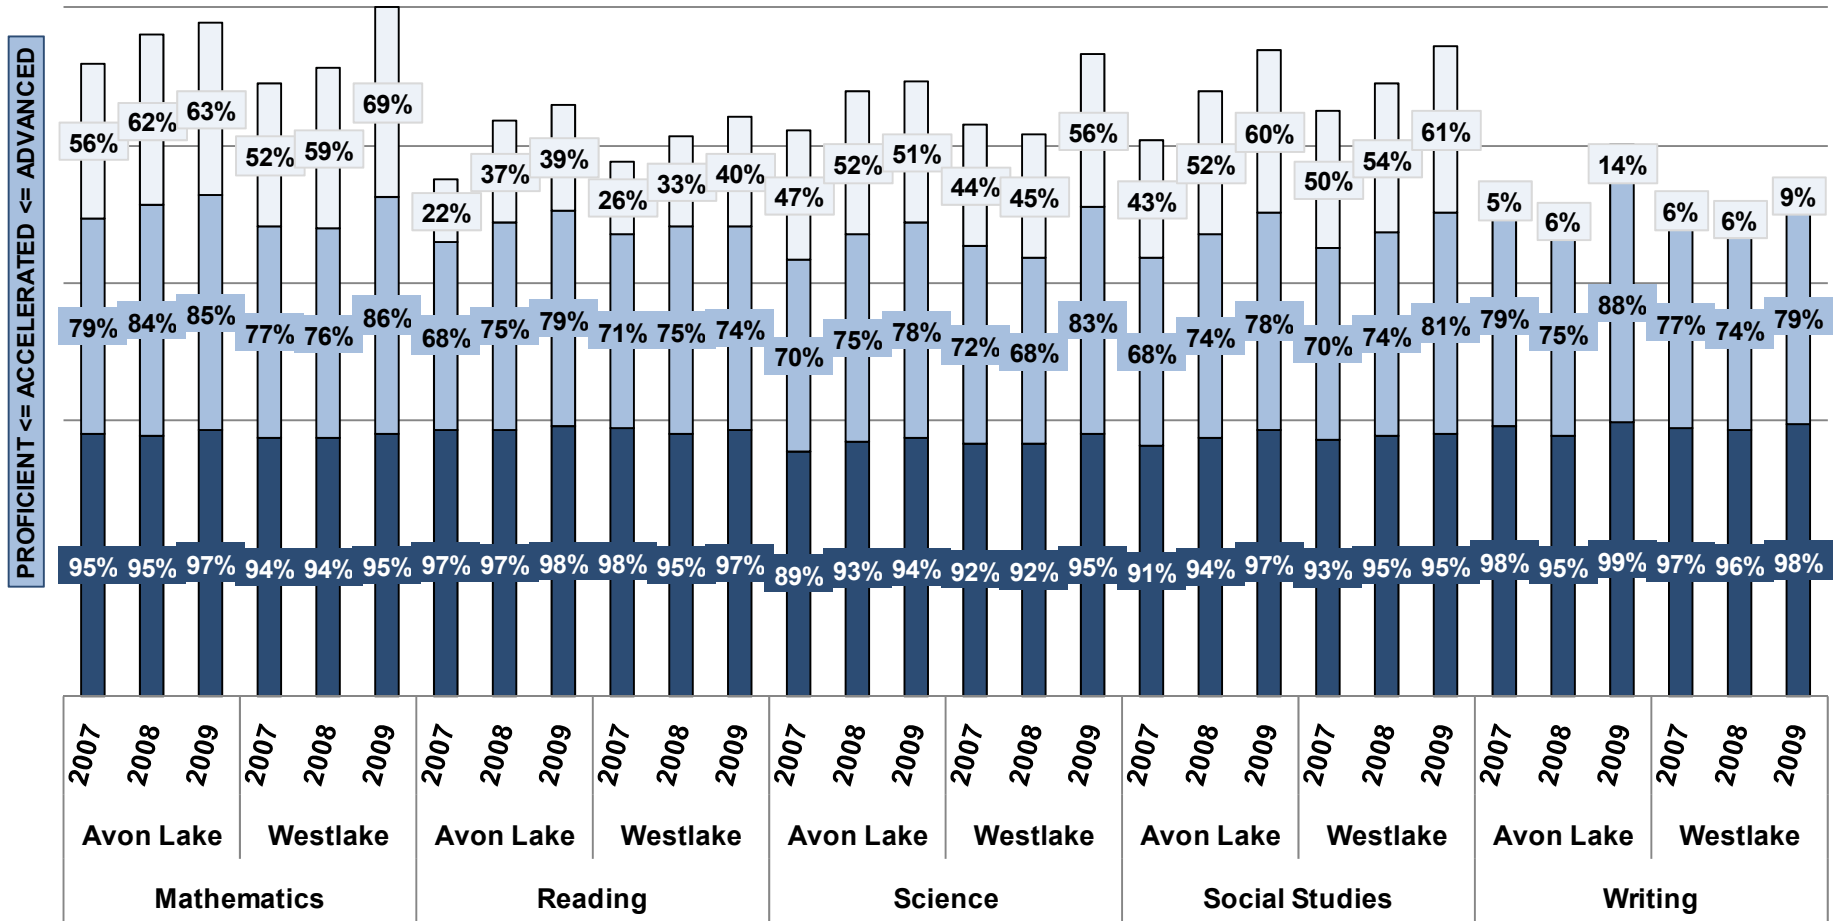 PROFICIENT <= ACCELERATED <= ADVANCED
56% 62% 63% 52% 59% 69% 22% 37% 39% 26% 33% 40% 47% 52% 51% 44% 45% 56% 43% 52% 60% 50% 54% 61% 5% 6% 14% 6% 6% 9%
79% 84% 85% 77% 76% 86% 68% 75% 79% 71% 75% 74% 70% 75% 78% 72% 68% 83% 68% 74% 78% 70% 74% 81% 79% 75% 88% 77% 74% 79%
95% 95% 97% 94% 94% 95% 97% 97% 98% 98% 95% 97% 89% 93% 94% 92% 92% 95% 91% 94% 97% 93% 95% 95% 98% 95% 99% 97% 96% 98%
2007 2008 2009 2007 2008 2009 2007 2008 2009 2007 2008 2009 2007 2008 2009 2007 2008 2009 2007 2008 2009 2007 2008 2009 2007 2008 2009 2007 2008 2009
Avon Lake Westlake Avon Lake Westlake Avon Lake Westlake Avon Lake Westlake Avon Lake Westlake
Mathematics Reading Science Social Studies Writing